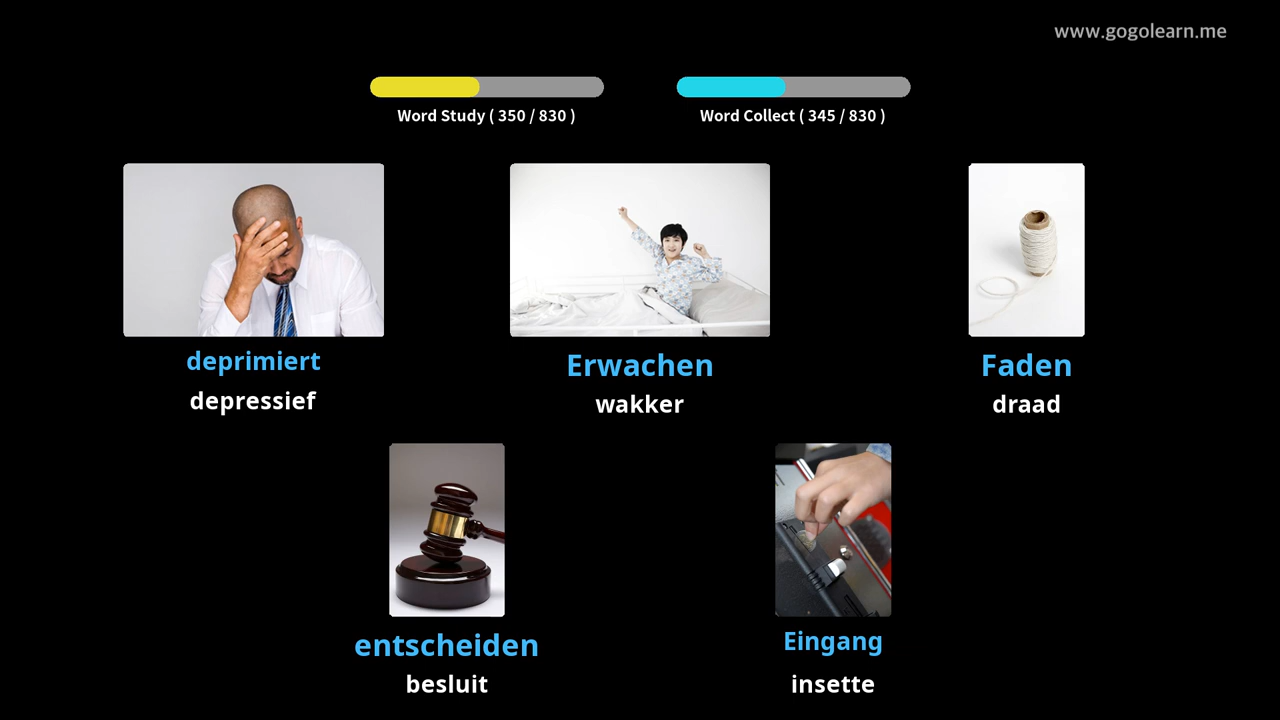 www.gogolearn.me
Word Study ( 350 / 830 )
Word Collect ( 345 / 830 )
deprimiert
depressief
Erwachen
wakker
Faden
draad
entscheiden
besluit
Eingang
insette